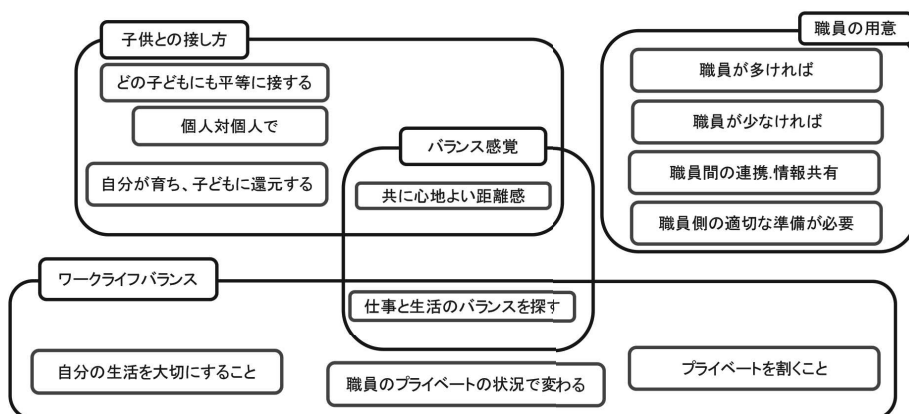 子供との接し方
どの子どもにも平等に接する
個人対個人で
自分が育ち、子どもに還元する
バランス感覚
共に心地よい距離感
職員の用意
職員が多ければ
職員が少なければ
職員間の連携.情報共有
職員側の適切な準備が必要
ワークライフバランス
仕事と生活のバランスを探す
自分の生活を大切にすること
職員のプライベートの状況で変わる
プライベートを割くこと